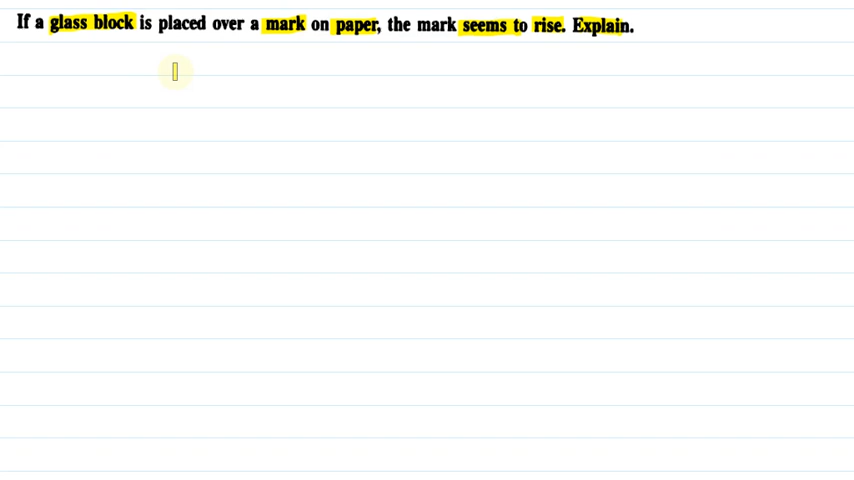 If a glass block is placed over a mark on paper, the mark seems to rise. Explain.